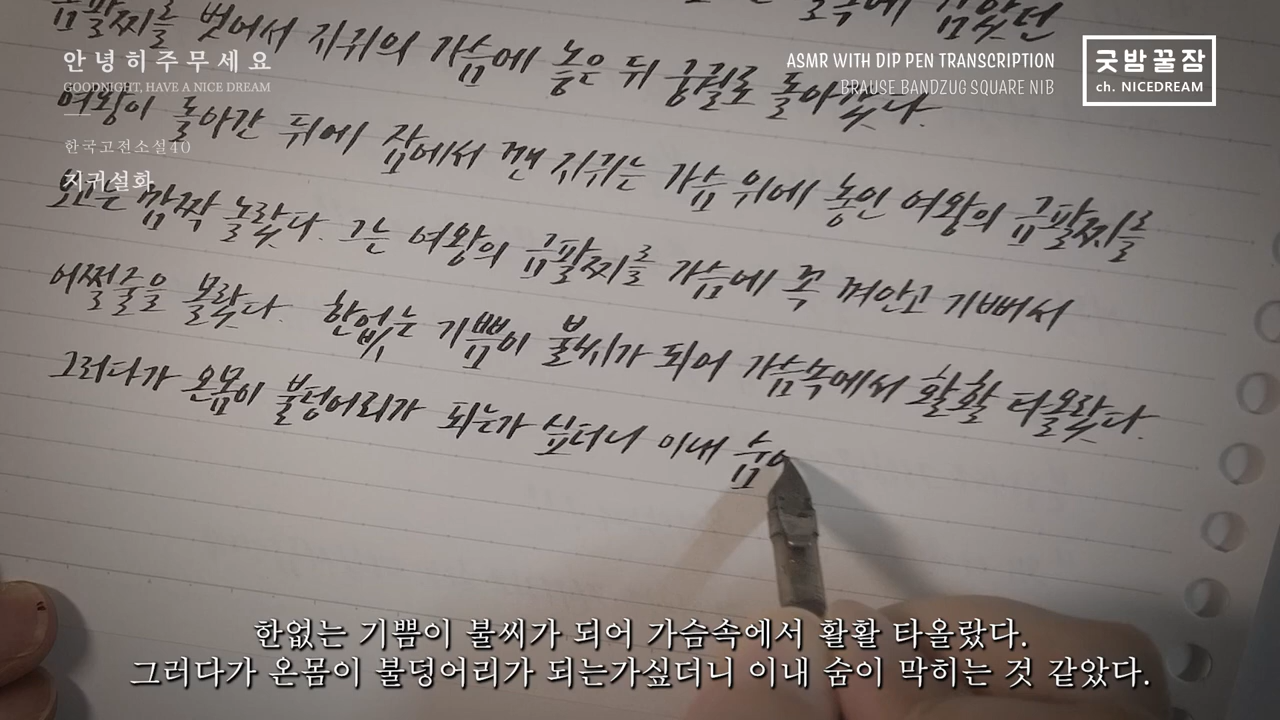 안녕히주무세요
GOODNIGHT, HAVE A NICE DREAM
한국고전소설40
지귀설화
ASMR WITH DIP PEN TRANSCRIPTION
BRAUSE BANDZUG SQUARE NIB
굿밤꿀잠
ch. NICEDREAM
금팔찌를 벗어서 지귀의 가슴에 놓은 뒤 궁궐로 돌아갔다.
여왕이 돌아간 뒤에 잠에서 깬 지귀는 가슴 위에 놓인 여왕의 금팔찌를
보고는 깜짝 놀랐다. 그는 여왕의 금팔찌를 가슴에 꼭 껴안고 기뻐서
어쩔줄을 몰랐다. 한없는 기쁨이 불씨가 되어 가슴속에서 활활 타올랐다.
그러다가 온몸이 불덩어리가 되는가 싶더니 이내 숨이
한없는 기쁨이 불씨가 되어 가슴속에서 활활 타올랐다.
그러다가 온몸이 불덩어리가 되는가싶더니 이내 숨이 막히는 것 같았다.